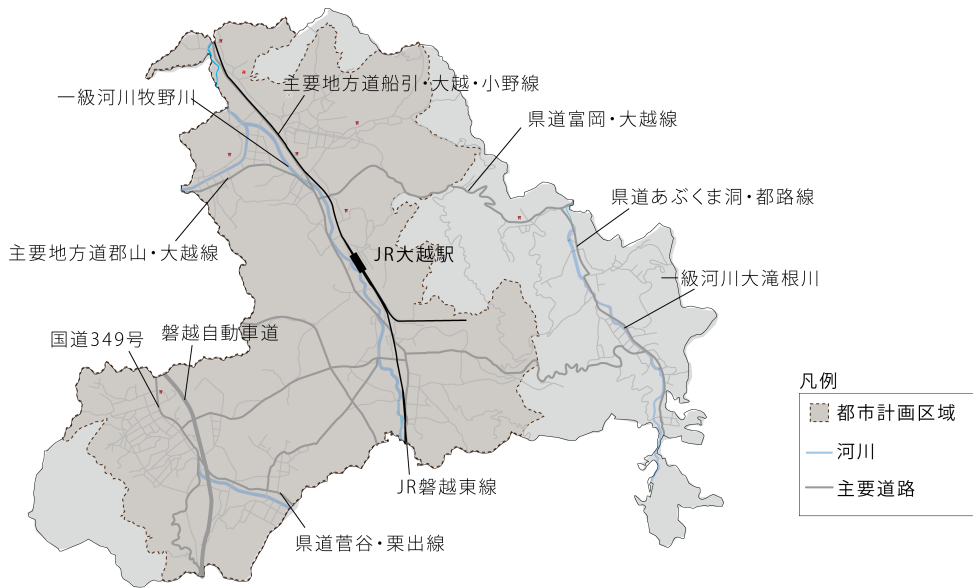 主要地方道船引・大越・小野線
一級河川牧野川
県道富岡・大越線
県道あぶくま洞・都路線
主要地方道郡山・大越線
JR大越駅
一級河川大滝根川
国道349号
磐越自動車道
凡例
都市計画区域
河川
主要道路
JR磐越東線
県道菅谷・栗出線